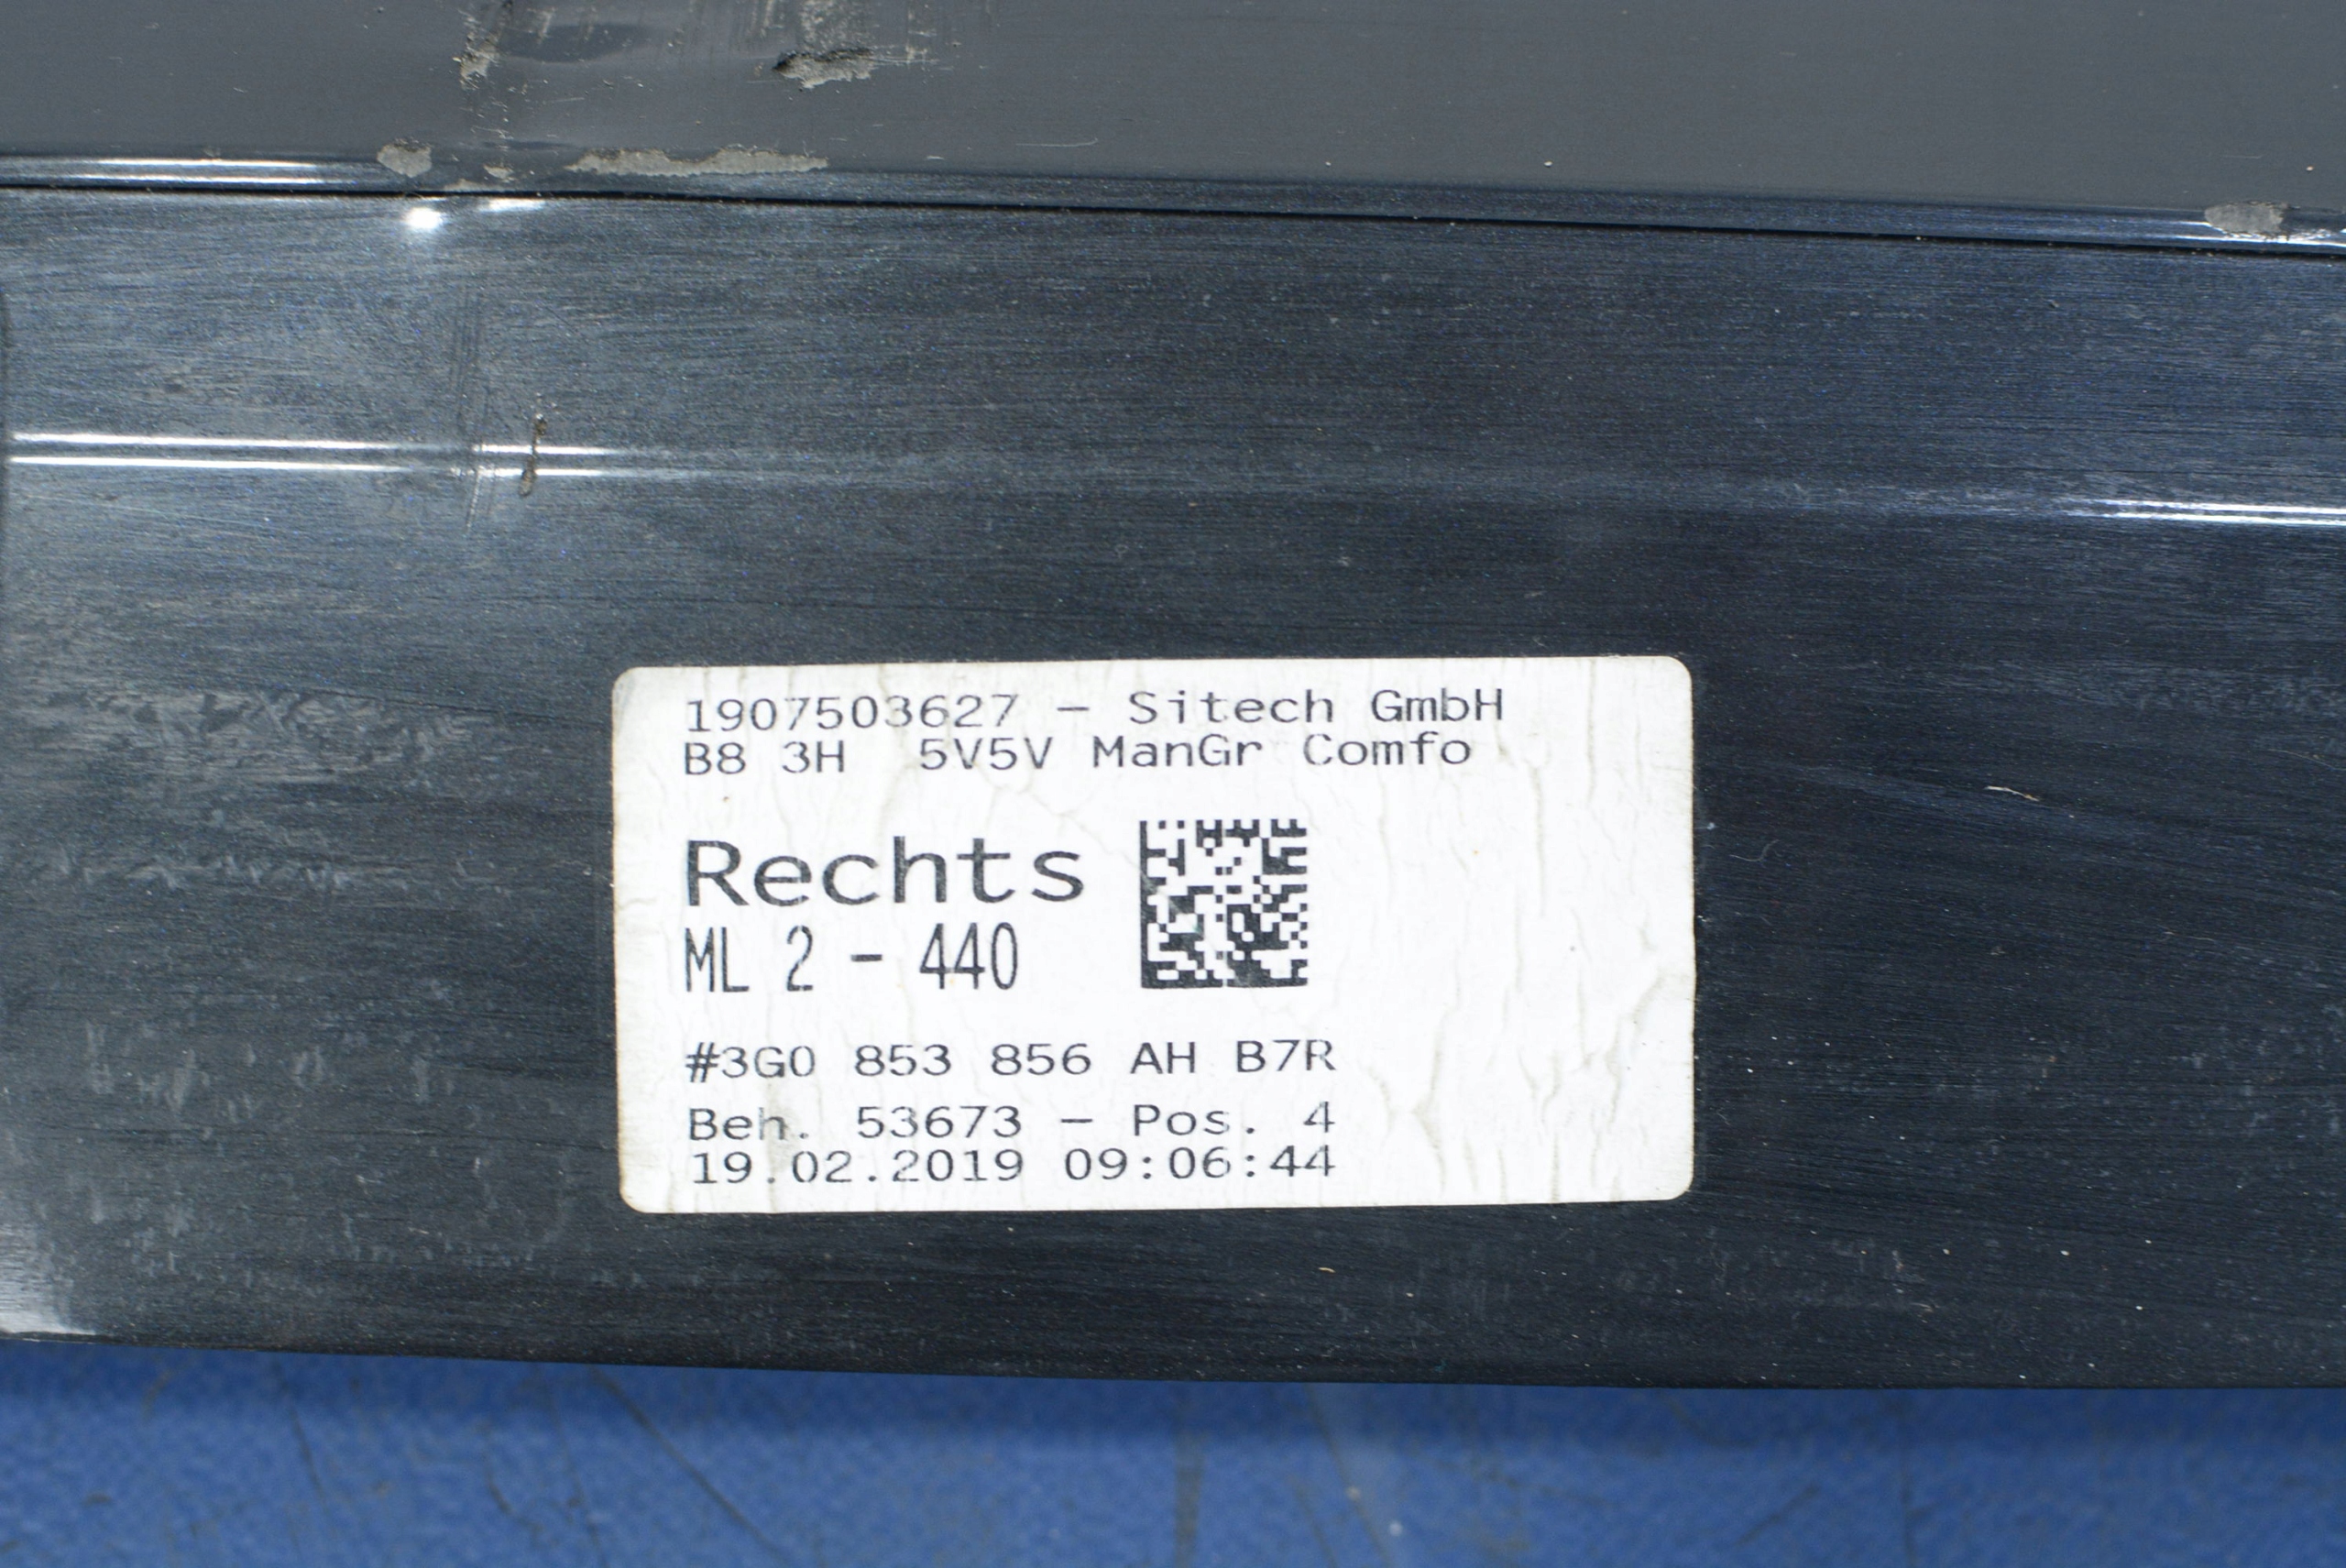 1907503627 - Sitech GmbH
B8 3H  5V5V ManGr Comfo
Rechts
ML 2 - 440
#3G0 853 856 AH B7R
Beh. 53673 - Pos. 4
19.02.2019 09:06:44